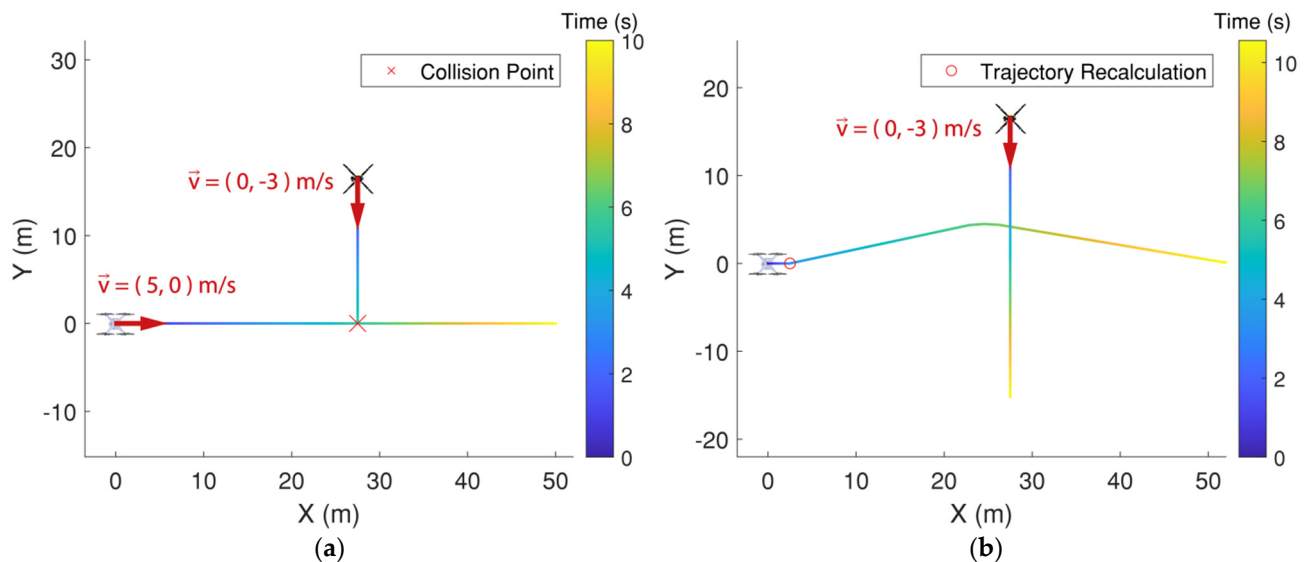 Time (s)
Collision Point
30
20
10
0
-10
Y (m)
v⃗ = ( 0, -3 ) m/s
v⃗ = ( 5, 0 ) m/s
0 10 20 30 40 50
X (m)
10
8
6
4
2
0
(a)
Time (s)
Trajectory Recalculation
20
10
0
-10
-20
Y (m)
v⃗ = ( 0, -3 ) m/s
0 10 20 30 40 50
X (m)
10
8
6
4
2
0
(b)